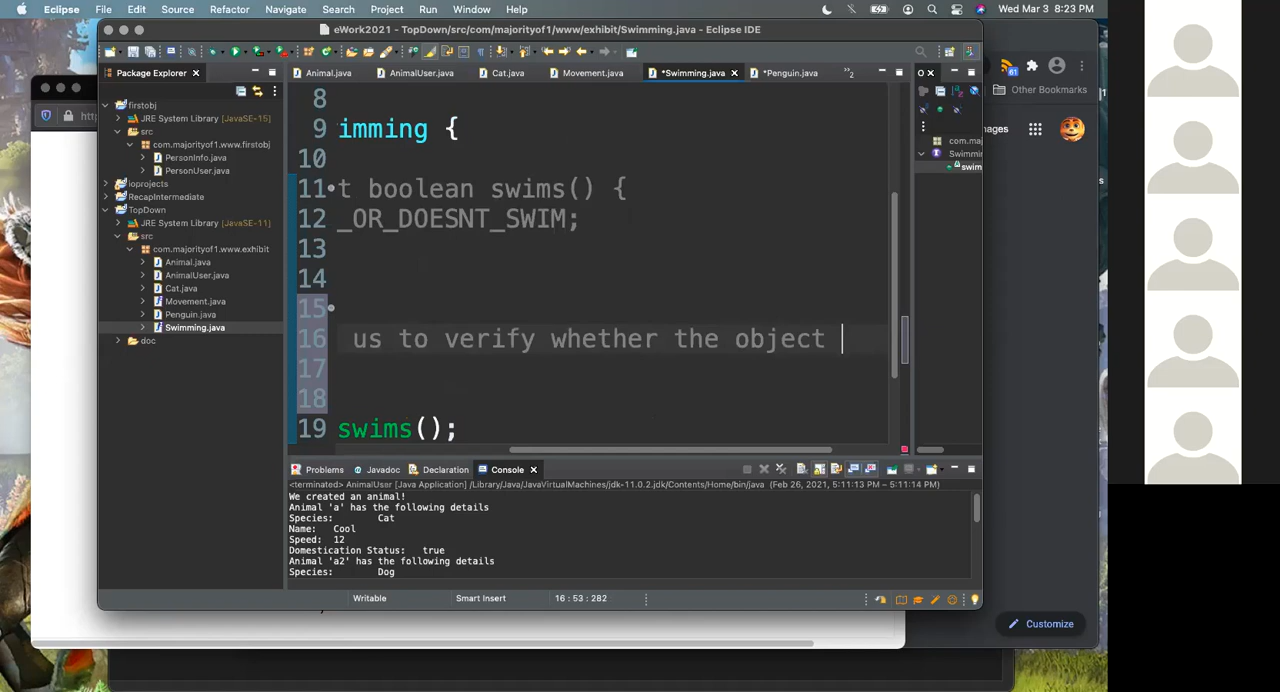 Eclipse File Edit Source Refactor Navigate Search Project Run Window Help Wed Mar 3 8:23 PM
eWork2021 - TopDown/src/com/majorityof1/www/exhibit/Swimming.java - Eclipse IDE
Package Explorer
Animal.java AnimalUser.java Cat.java Movement.java *Swimming.java *Penguin.java 2
firstobj
JRE System Library [JavaSE-15]
src
com.majorityof1.www.firstobj
PersonInfo.java
PersonUser.java
ioprojects
RecapIntermediate
TopDown
JRE System Library [JavaSE-11]
src
com.majorityof1.www.exhibit
Animal.java
AnimalUser.java
Cat.java
Movement.java
Penguin.java
Swimming.java
doc
8
9 imming {
10
11 t boolean swims() {
12 _OR_DOESNT_SWIM;
13
14
15
16 us to verify whether the object
17
18
19 swims();
com.maj
Swimmin
swim
Problems Javadoc Declaration Console
<terminated> AnimalUser [Java Application] /Library/Java/JavaVirtualMachines/jdk-11.0.2.jdk/Contents/Home/bin/java (Feb 26, 2021, 5:11:13 PM – 5:11:14 PM)
We created an animal!
Animal 'a' has the following details
Species: Cat
Name: Cool
Speed: 12
Domestication Status: true
Animal 'a2' has the following details
Species: Dog
Writable Smart Insert 16 : 53 : 282
61
Other Bookmarks
mages
Customize